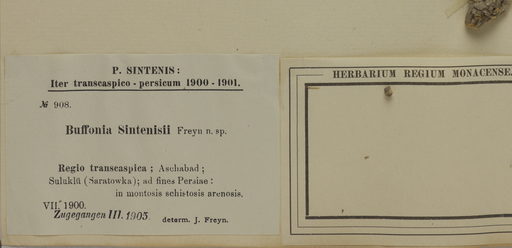 P. SINTENIS:
Iter transcaspico-persicum 1900-1901.
№ 908.
Buffonia Sintenisii Freyn n. sp.
Regio transcaspica; Aschabad;
Suluklü (Saratowka); ad fines Persiae:
in montosis schistosis arenosis.
VII. 1900.
Zugegangen III. 1905. determ. J. Freyn.
HERBARIUM REGIUM MONACENSE.